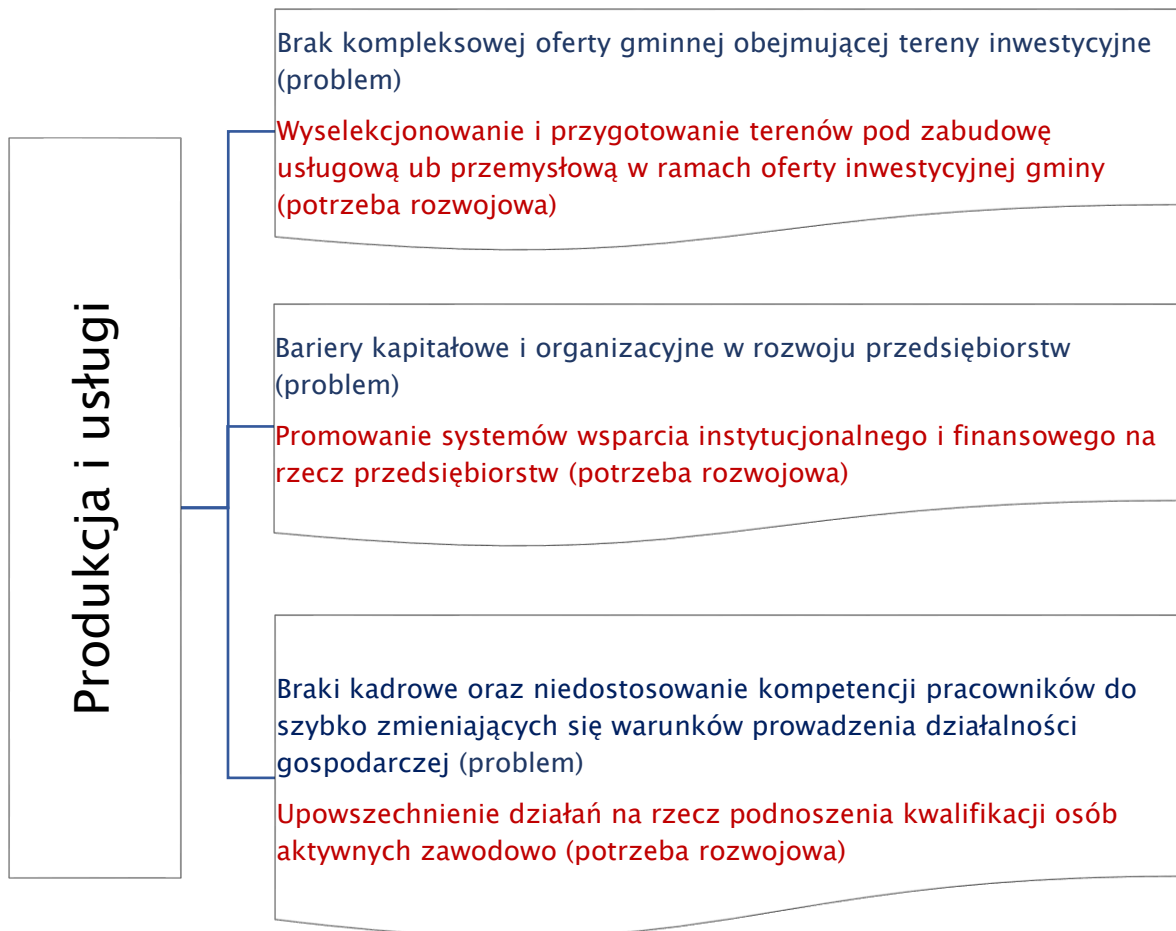 Produkcja i usługi
Brak kompleksowej oferty gminnej obejmującej tereny inwestycyjne
(problem)
Wyselekcjonowanie i przygotowanie terenów pod zabudowę
usługową ub przemysłową w ramach oferty inwestycyjnej gminy
(potrzeba rozwojowa)
Bariery kapitałowe i organizacyjne w rozwoju przedsiębiorstw
(problem)
Promowanie systemów wsparcia instytucjonalnego i finansowego na
rzecz przedsiębiorstw (potrzeba rozwojowa)
Braki kadrowe oraz niedostosowanie kompetencji pracowników do
szybko zmieniających się warunków prowadzenia działalności
gospodarczej (problem)
Upowszechnienie działań na rzecz podnoszenia kwalifikacji osób
aktywnych zawodowo (potrzeba rozwojowa)